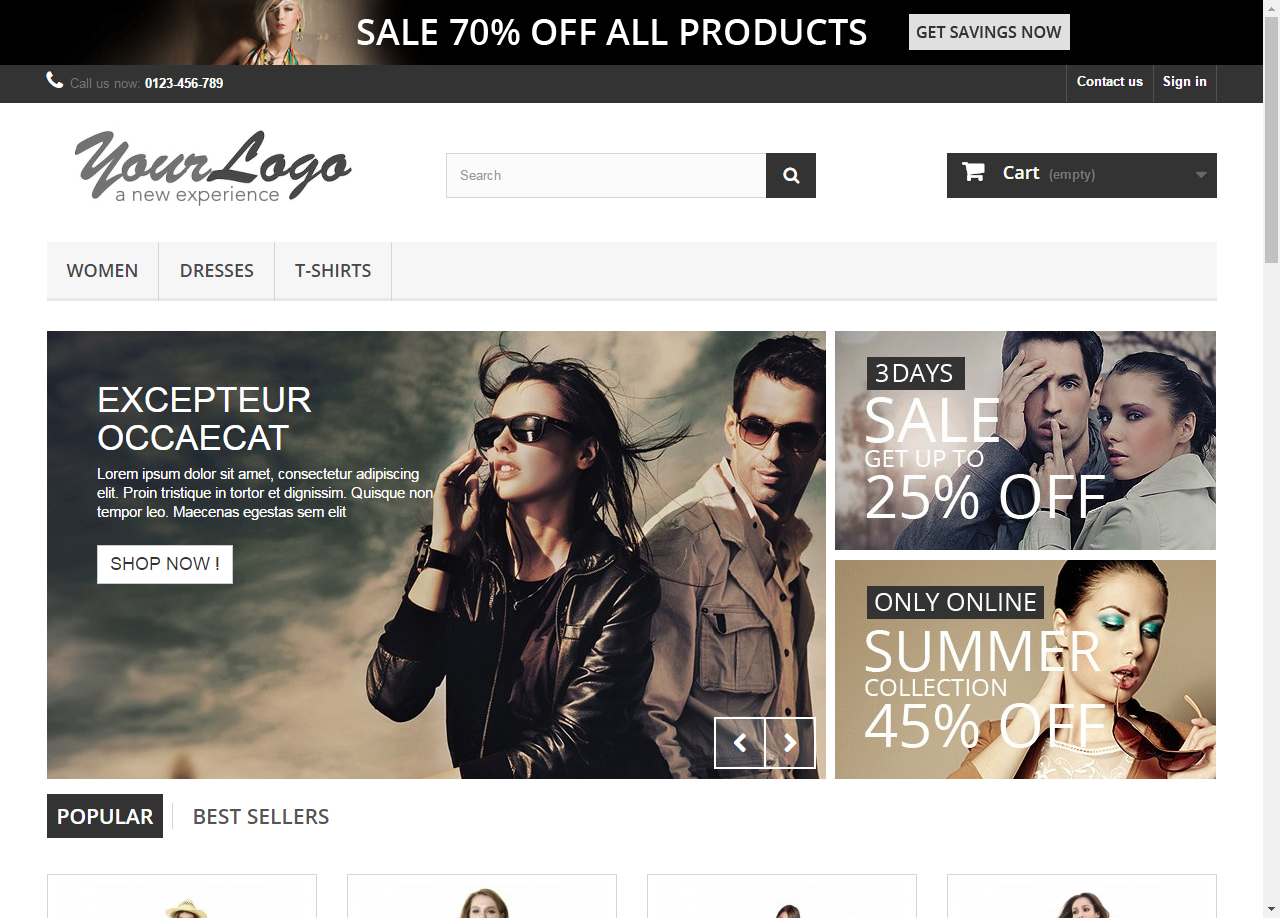 SALE 70% OFF ALL PRODUCTS
GET SAVINGS NOW
Call us now: 0123-456-789
Contact us
Sign in
YourLogo
a new experience
Search
Cart (empty)
WOMEN
DRESSES
T-SHIRTS
EXCEPTEUR
OCCAECAT
Lorem ipsum dolor sit amet, consectetur adipiscing
elit. Proin tristique in tortor et dignissim. Quisque non
tempor leo. Maecenas egestas sem elit
SHOP NOW !
3 DAYS
SALE
GET UP TO
25% OFF
ONLY ONLINE
SUMMER
COLLECTION
45% OFF
POPULAR
BEST SELLERS